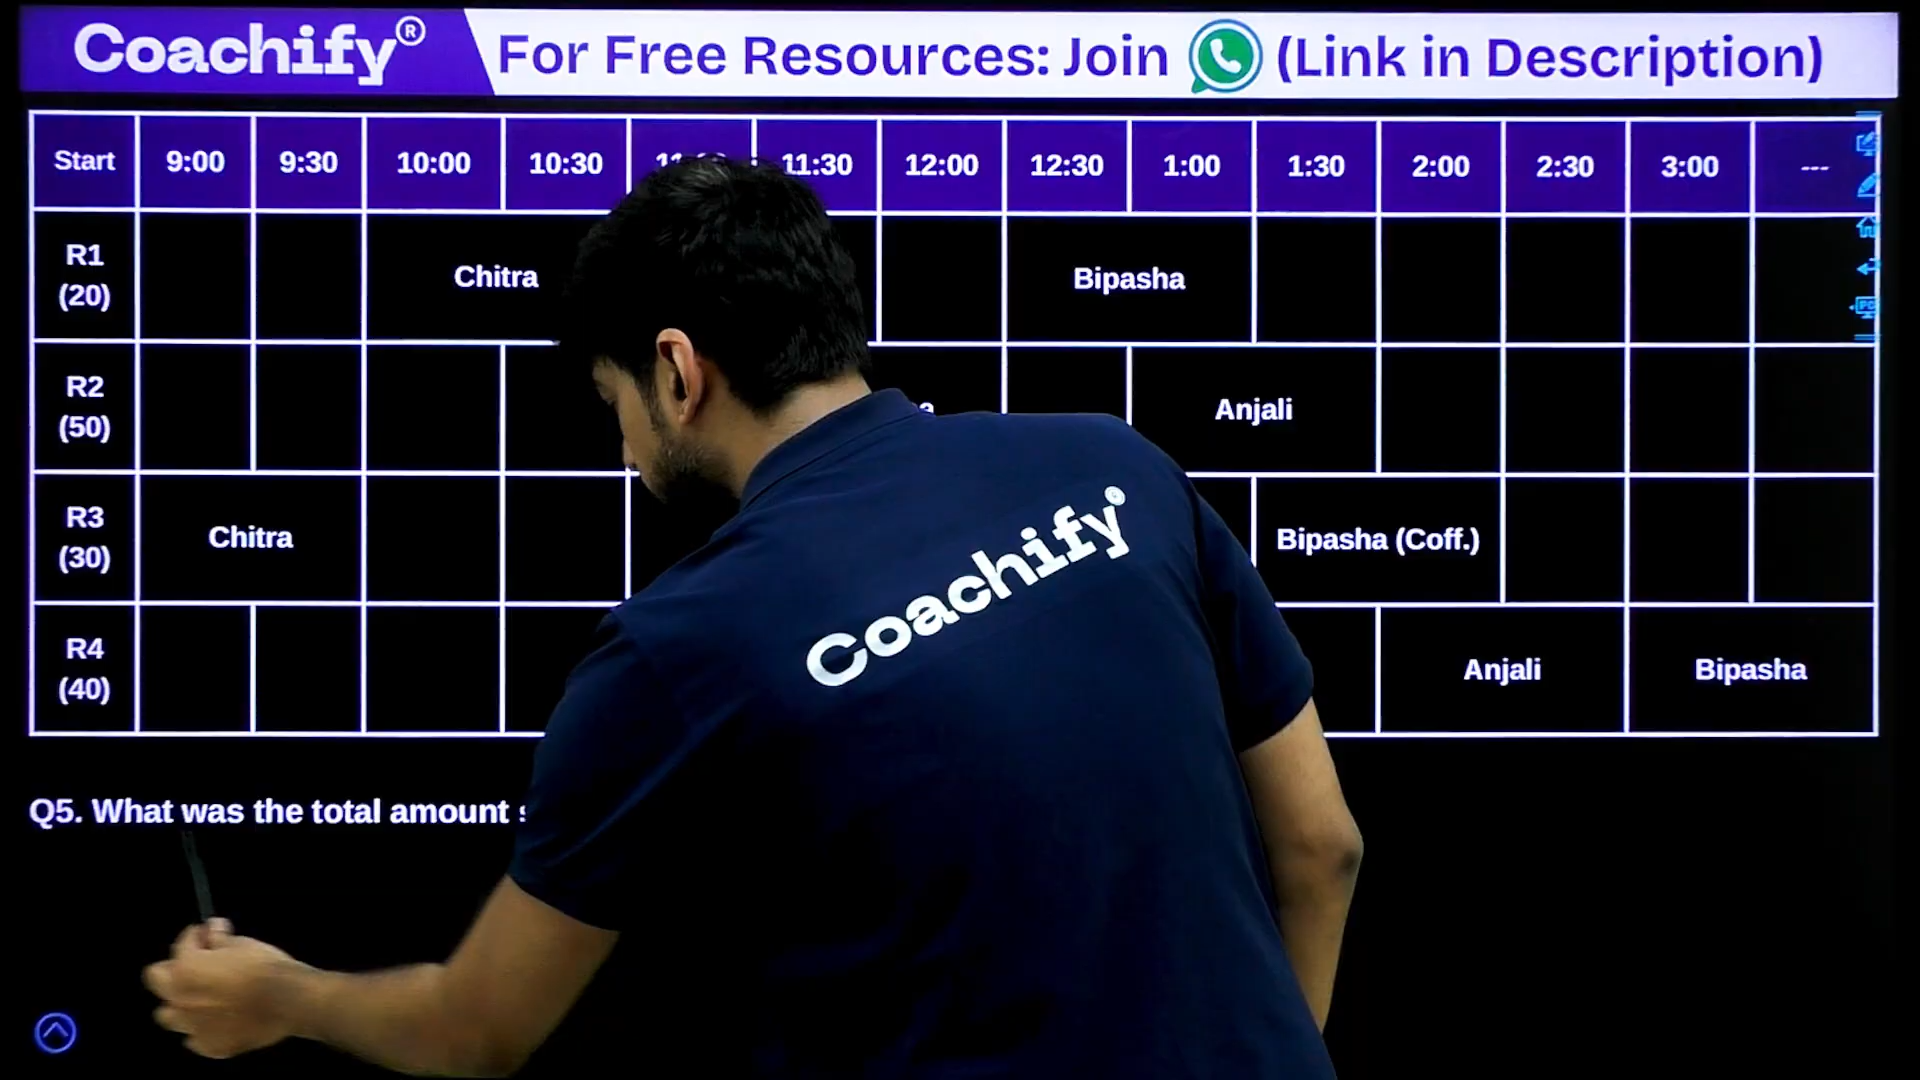 Coachify® For Free Resources: Join (Link in Description)
Start 9:00 9:30 10:00 10:30 11:30 12:00 12:30 1:00 1:30 2:00 2:30 3:00 ---
R1 (20) Chitra Bipasha
R2 (50) Anjali
R3 (30) Chitra Bipasha (Coff.)
R4 (40) Anjali Bipasha
Coachify
Q5. What was the total amount